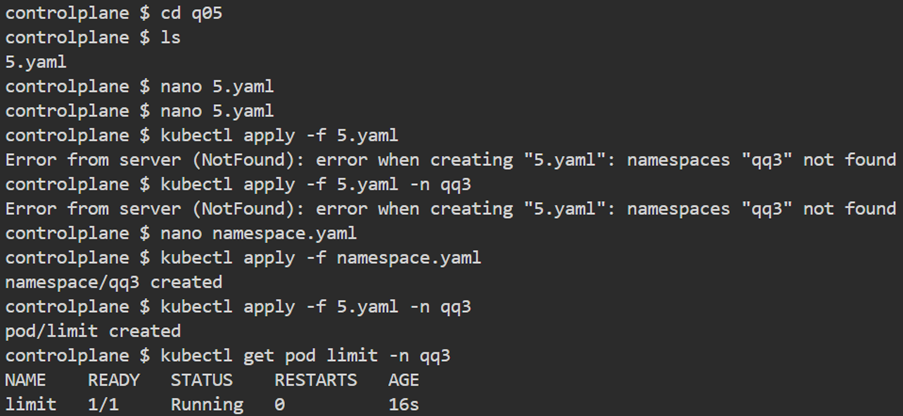 controlplane $ cd q05
controlplane $ ls
5.yaml
controlplane $ nano 5.yaml
controlplane $ nano 5.yaml
controlplane $ kubectl apply -f 5.yaml
Error from server (NotFound): error when creating "5.yaml": namespaces "qq3" not found
controlplane $ kubectl apply -f 5.yaml -n qq3
Error from server (NotFound): error when creating "5.yaml": namespaces "qq3" not found
controlplane $ nano namespace.yaml
controlplane $ kubectl apply -f namespace.yaml
namespace/qq3 created
controlplane $ kubectl apply -f 5.yaml -n qq3
pod/limit created
controlplane $ kubectl get pod limit -n qq3
NAME    READY   STATUS    RESTARTS   AGE
limit   1/1     Running   0          16s